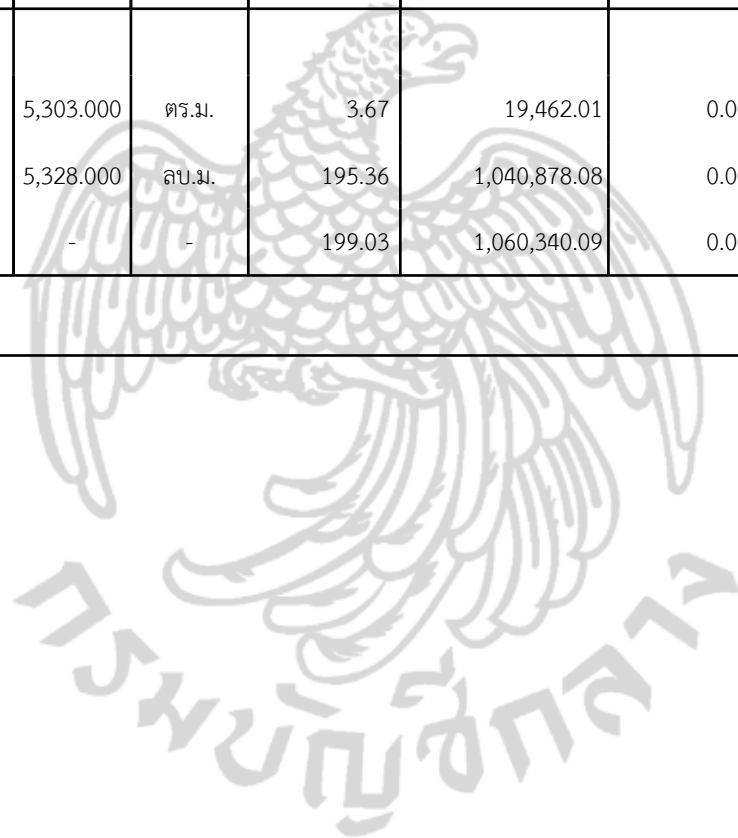 5,303.000 ตร.ม. 3.67 19,462.01 0.0
5,328.000 ลบ.ม. 195.36 1,040,878.08 0.0
- - 199.03 1,060,340.09 0.0
กรมบัญชีกลาง